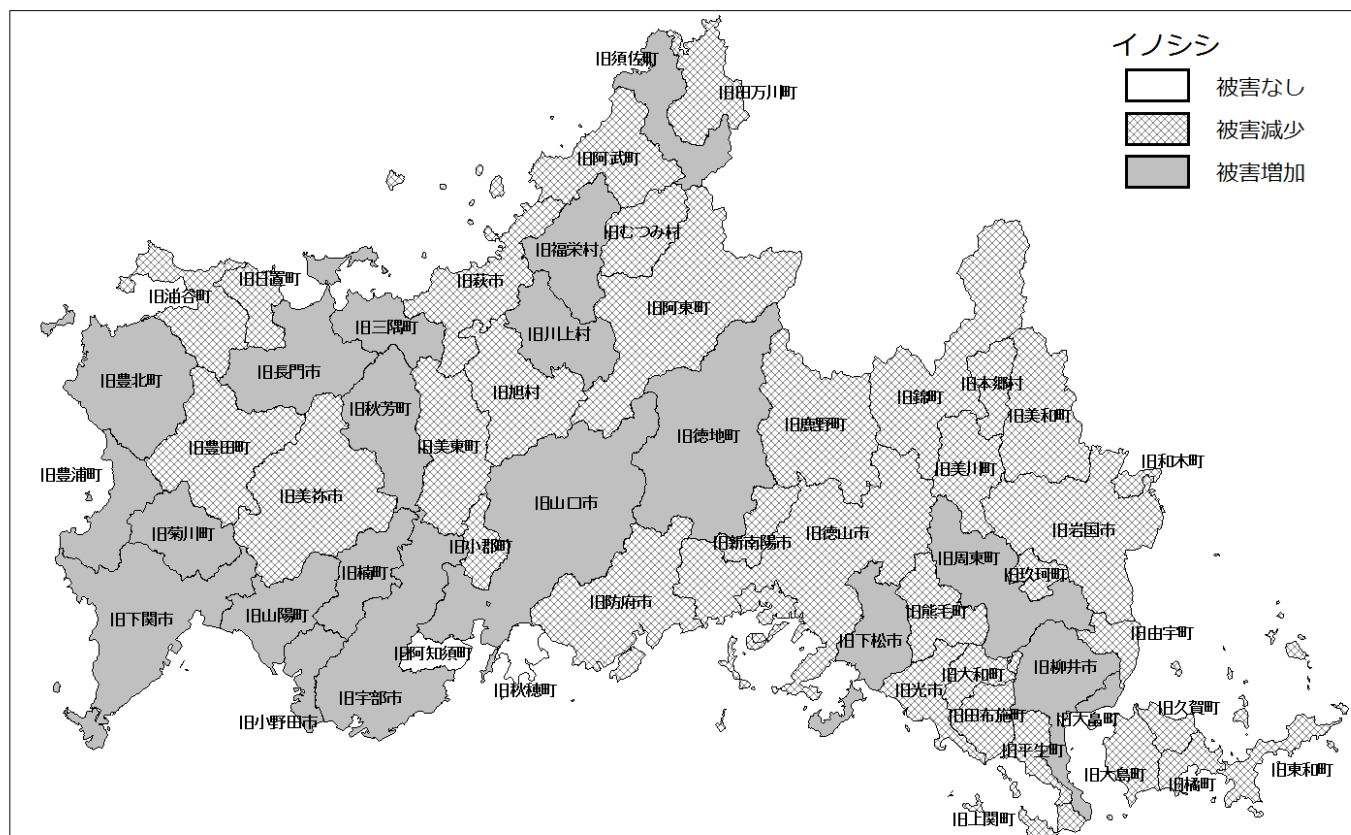 イノシシ
被害なし
被害減少
被害増加
旧須佐町
旧田万川町
旧阿武町
旧むつみ村
旧福栄村
旧日置町
旧萩市
旧油谷町
旧阿東町
旧三隅町
旧川上村
旧長門市
旧豊北町
旧旭村
旧秋芳町
旧本郷村
旧錦町
旧美和町
旧鹿野町
旧徳地町
旧美東町
旧豊田町
旧和木町
旧美川町
旧豊浦町
旧美祢市
旧山口市
旧岩国市
旧菊川町
旧徳山市
旧新南陽市
旧小郡町
旧周東町
旧楠町
旧玖珂町
旧防府市
旧熊毛町
旧山陽町
旧下関市
旧由宇町
旧下松市
旧阿知須町
旧大和町
旧柳井市
旧秋穂町
旧光市
旧宇部市
旧久賀町
旧田布施町
旧大畠町
旧小野田市
旧平生町
旧大島町
旧橘町
旧東和町
旧上関町